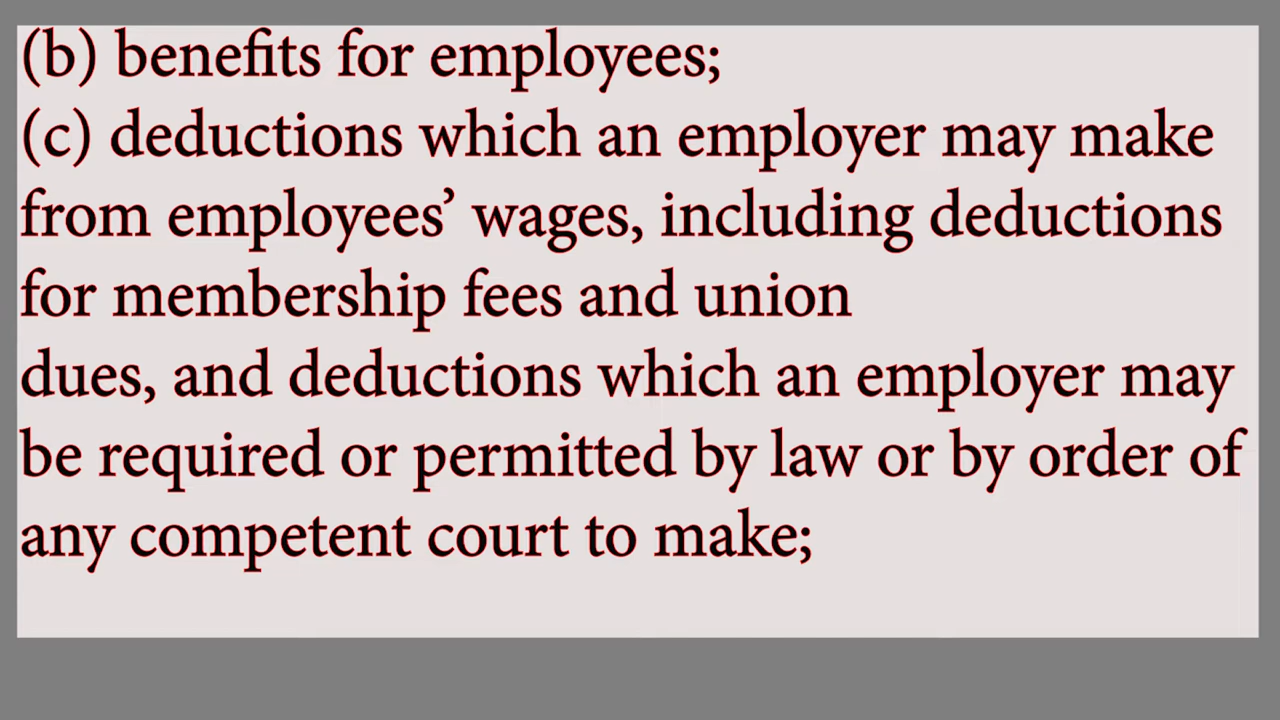 (b) benefits for employees;
(c) deductions which an employer may make
from employees’ wages, including deductions
for membership fees and union
dues, and deductions which an employer may
be required or permitted by law or by order of
any competent court to make;